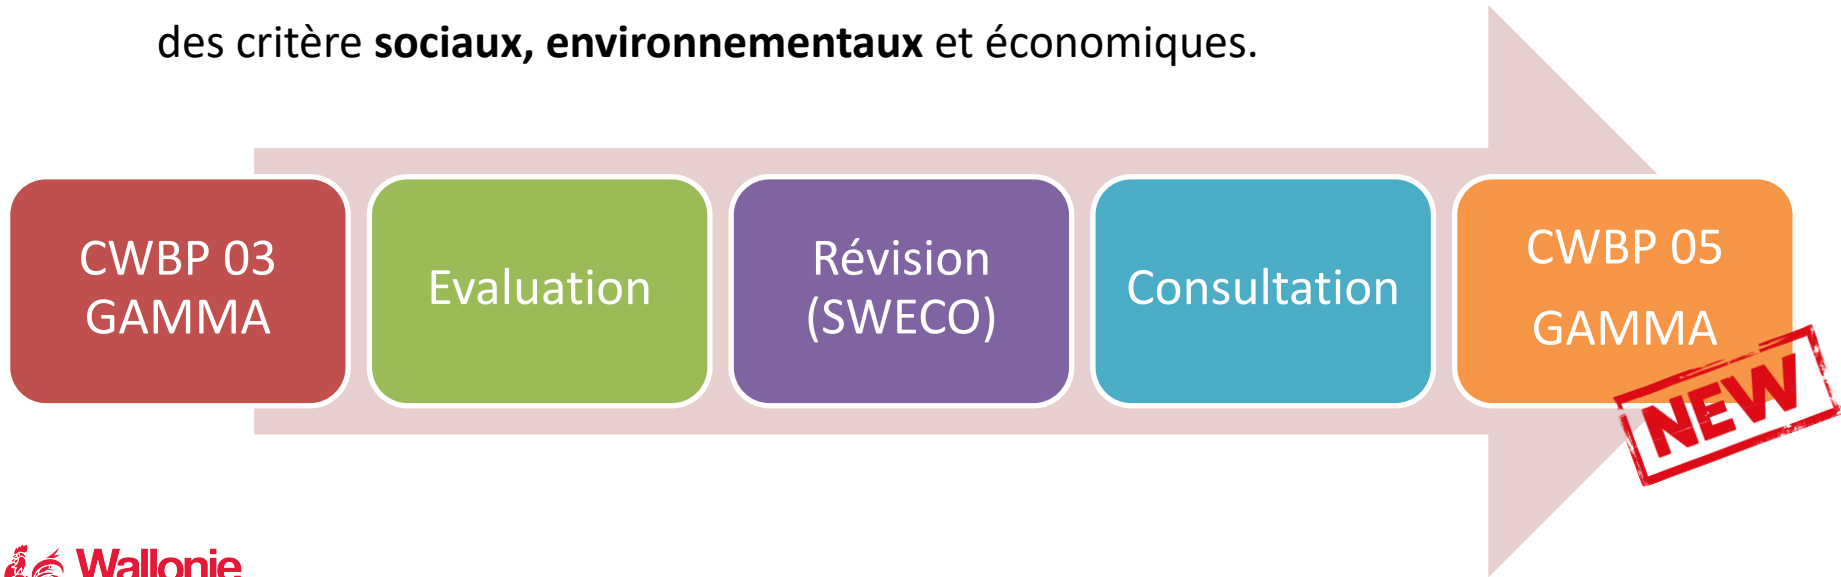 des critère sociaux, environnementaux et économiques.
CWBP 03
GAMMA
Evaluation
Révision
(SWECO)
Consultation
CWBP 05
GAMMA
NEW
Wallonie